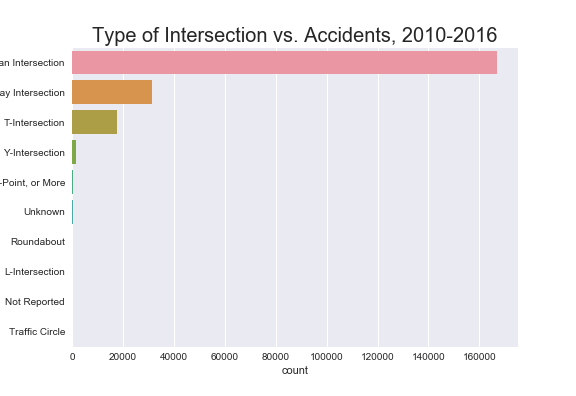 Type of Intersection vs. Accidents, 2010-2016
an Intersection
ay Intersection
T-Intersection
Y-Intersection
-Point, or More
Unknown
Roundabout
L-Intersection
Not Reported
Traffic Circle
0 20000 40000 60000 80000 100000 120000 140000 160000
count